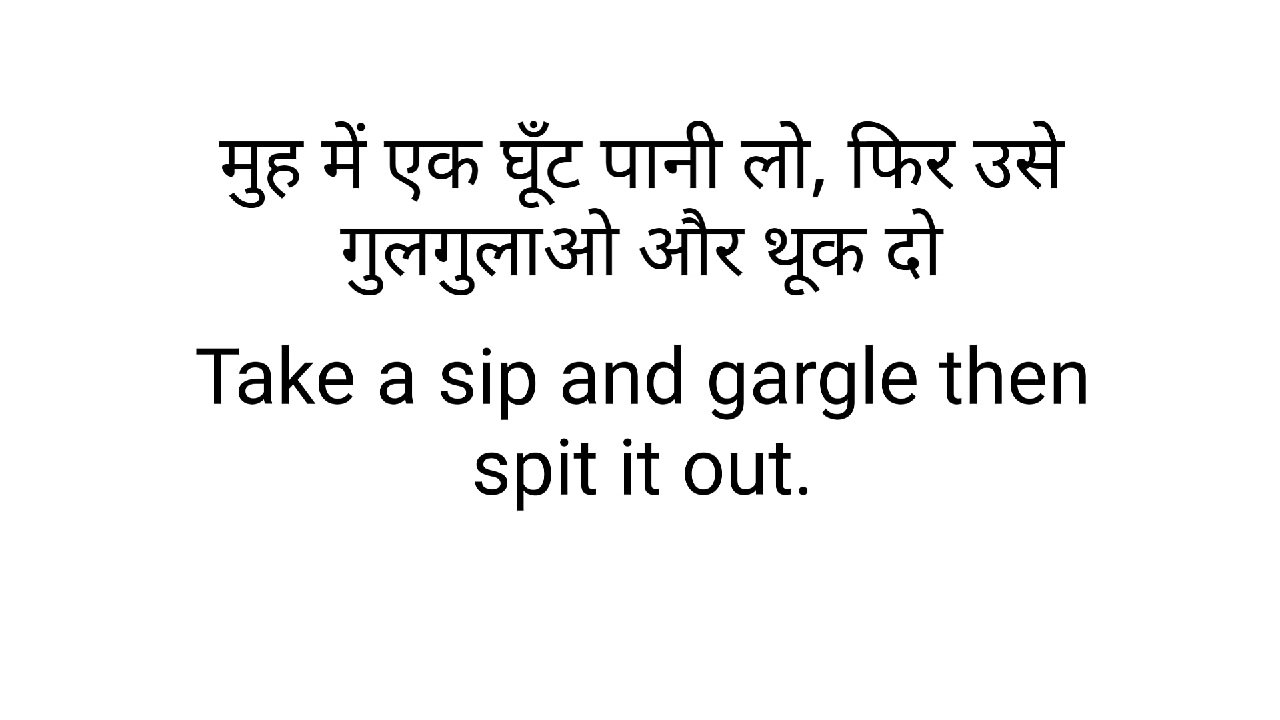 मुह में एक घूँट पानी लो, फिर उसे
गुलगुलाओ और थूक दो
Take a sip and gargle then
spit it out.